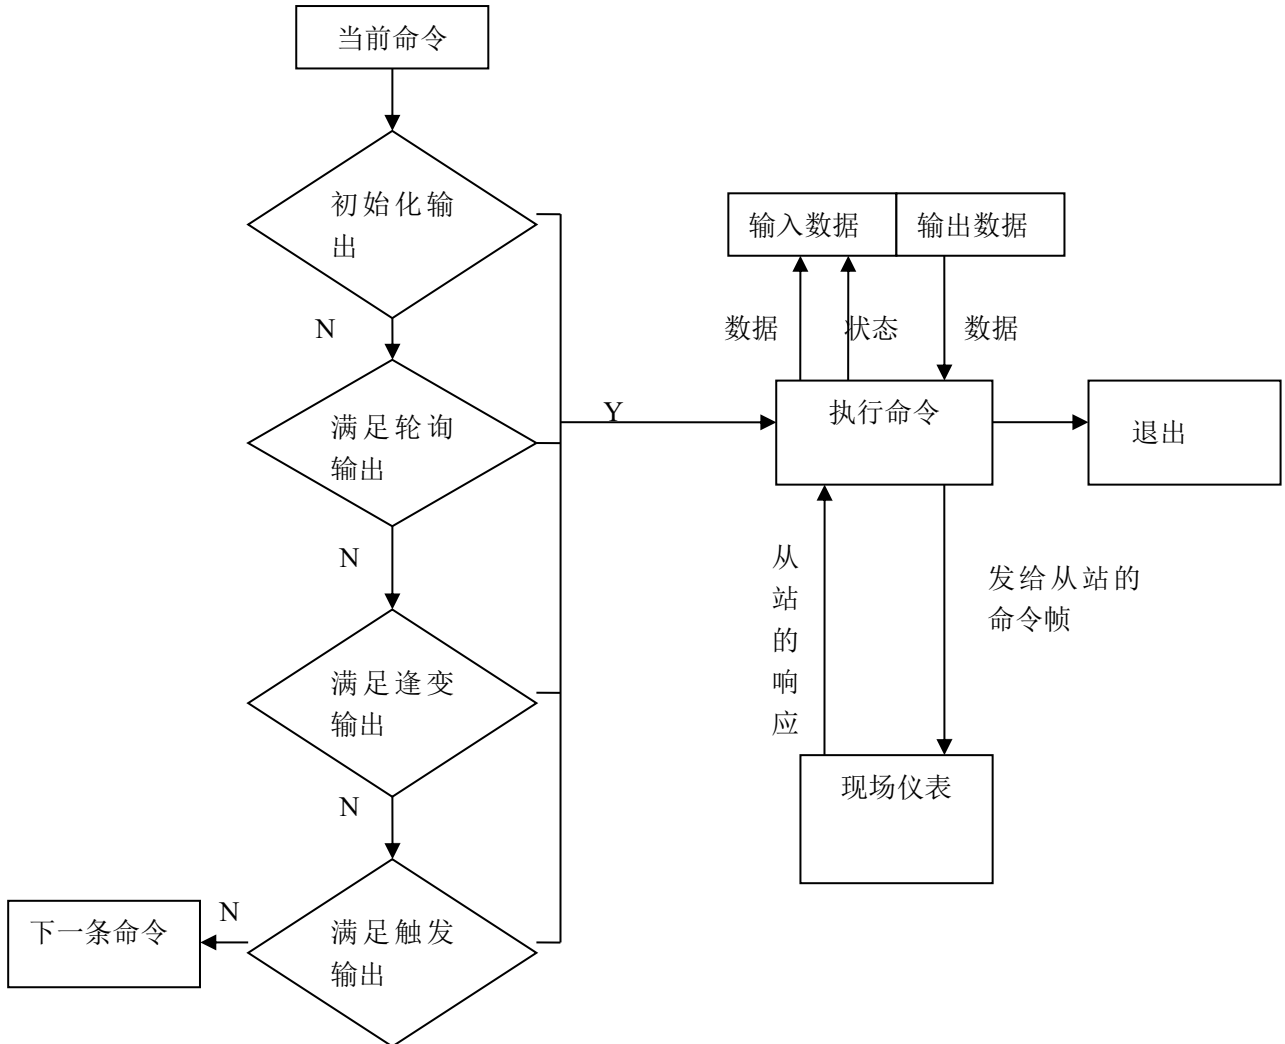 当前命令
初始化输
出
N
满足轮询
输出
N
满足逢变
输出
N
满足触发
输出
N
下一条命令
Y
输入数据
输出数据
数据
状态
数据
执行命令
退出
从
站
的
响
应
发给从站的
命令帧
现场仪表